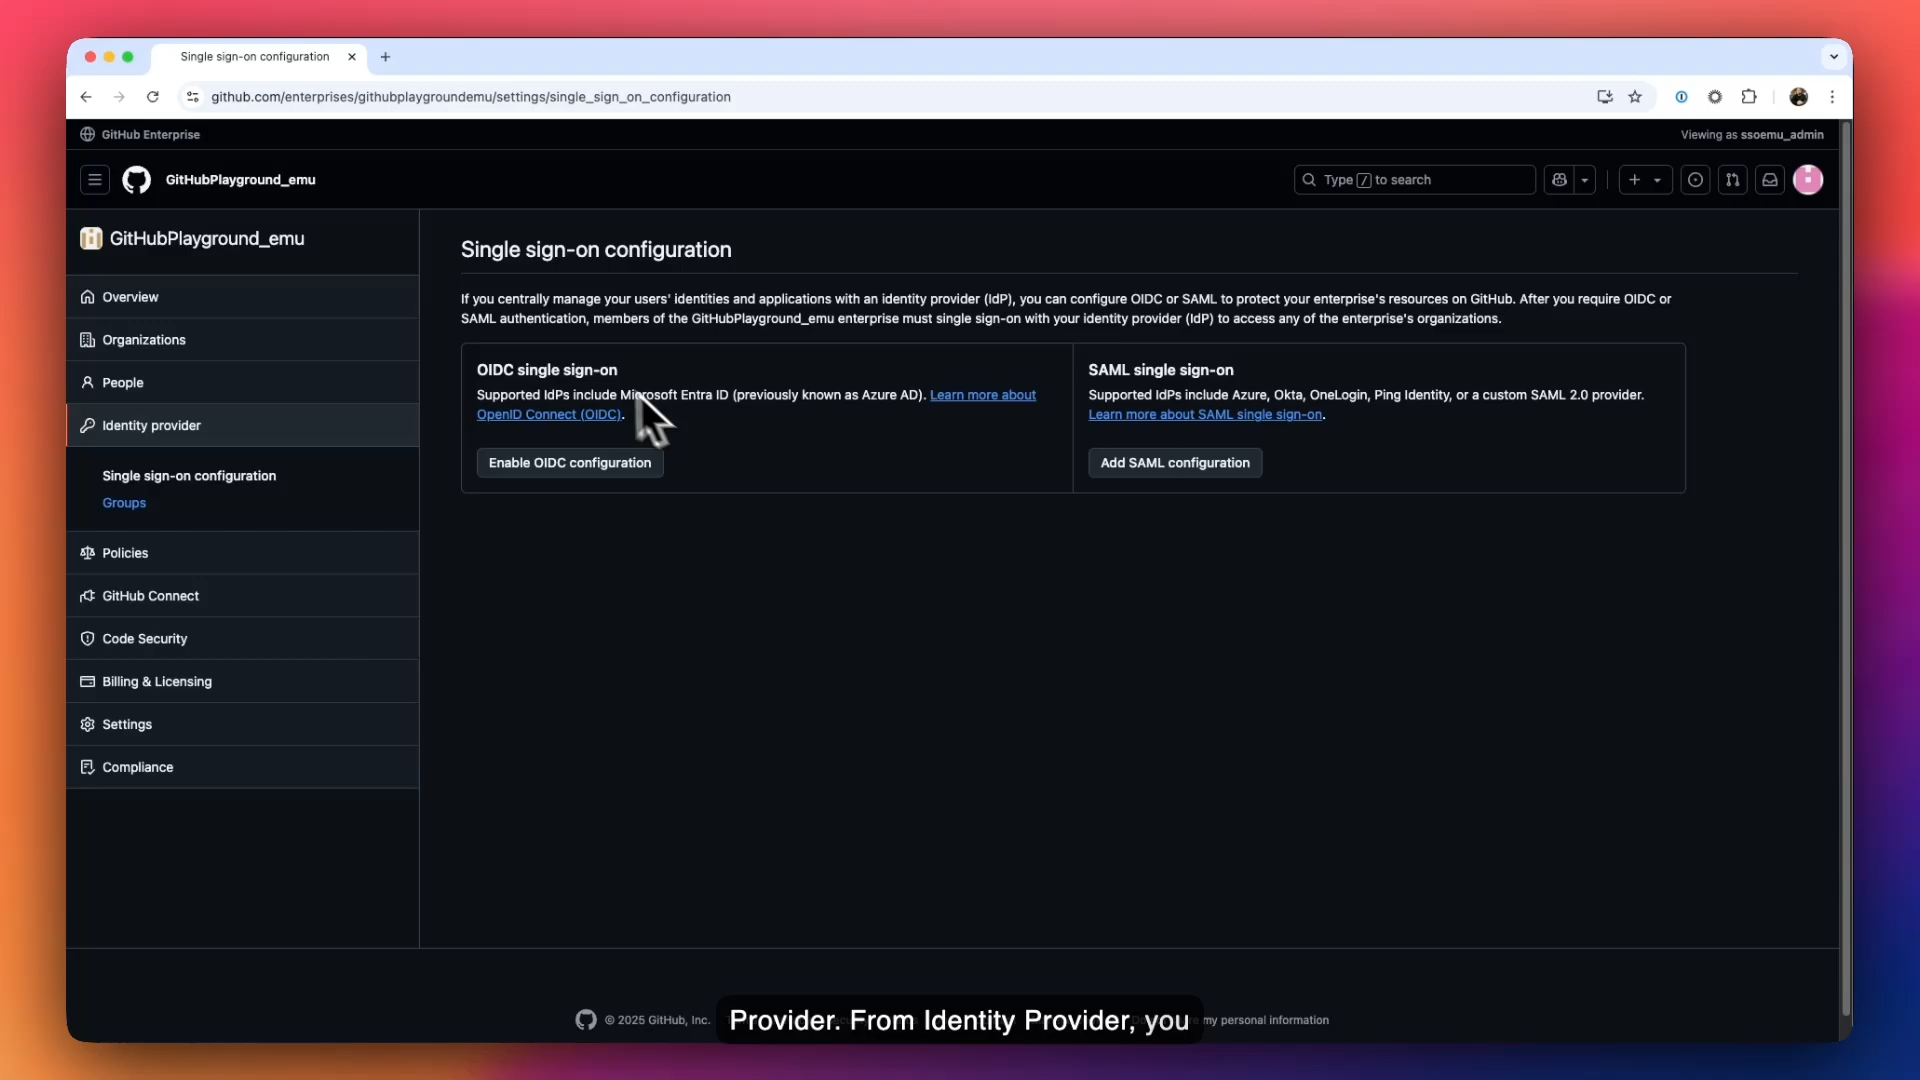 Single sign-on configuration
github.com/enterprises/githubplaygroundemu/settings/single_sign_on_configuration
GitHub Enterprise
Viewing as ssoemu_admin
GitHubPlayground_emu
Type / to search
GitHubPlayground_emu
Overview
Organizations
People
Identity provider
Single sign-on configuration
Groups
Policies
GitHub Connect
Code Security
Billing & Licensing
Settings
Compliance
Single sign-on configuration
If you centrally manage your users' identities and applications with an identity provider (IdP), you can configure OIDC or SAML to protect your enterprise's resources on GitHub. After you require OIDC or
SAML authentication, members of the GitHubPlayground_emu enterprise must single sign-on with your identity provider (IdP) to access any of the enterprise's organizations.
OIDC single sign-on
Supported IdPs include Microsoft Entra ID (previously known as Azure AD). Learn more about
OpenID Connect (OIDC).
Enable OIDC configuration
SAML single sign-on
Supported IdPs include Azure, Okta, OneLogin, Ping Identity, or a custom SAML 2.0 provider.
Learn more about SAML single sign-on.
Add SAML configuration
© 2025 GitHub, Inc.
my personal information
Provider. From Identity Provider, you